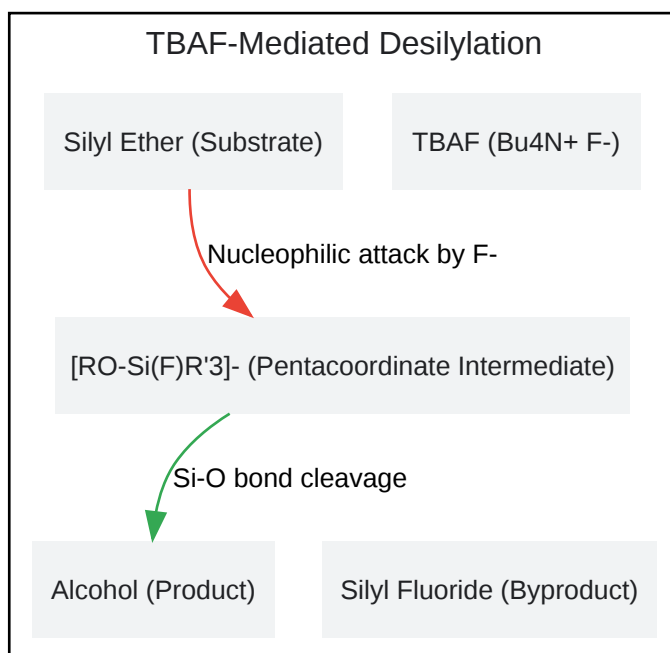 TBAF-Mediated Desilylation
Silyl Ether (Substrate)
TBAF (Bu4N+ F-)
Nucleophilic attack by F-
[RO-Si(F)R'3]- (Pentacoordinate Intermediate)
Si-O bond cleavage
Alcohol (Product)
Silyl Fluoride (Byproduct)